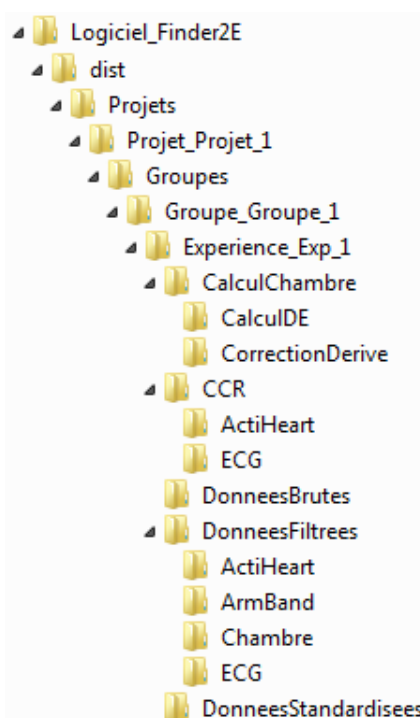 Logiciel_Finder2E
dist
Projets
Projet_Projet_1
Groupes
Groupe_Groupe_1
Experience_Exp_1
CalculChambre
CalculDE
CorrectionDerive
CCR
ActiHeart
ECG
DonneesBrutes
DonneesFiltrees
ActiHeart
ArmBand
Chambre
ECG
DonneesStandardisees